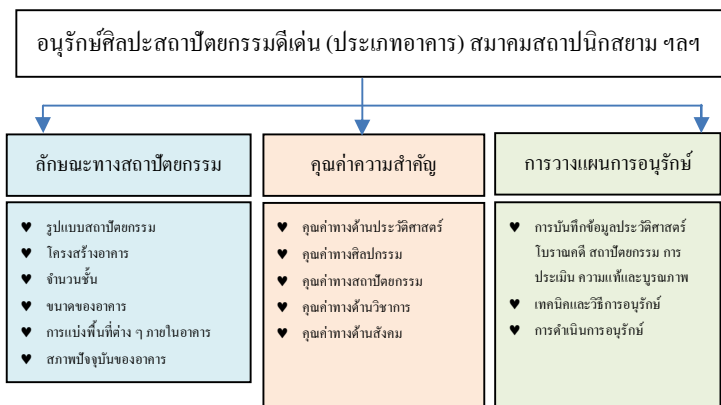 อนุรักษ์ศิลปะสถาปัตยกรรมดีเด่น (ประเภทอาคาร) สมาคมสถาปนิกสยาม ฯลฯ
ลักษณะทางสถาปัตยกรรม
♥ รูปแบบสถาปัตยกรรม
♥ โครงสร้างอาคาร
♥ จำนวนชั้น
♥ ขนาดของอาคาร
♥ การแบ่งพื้นที่ต่าง ๆ ภายในอาคาร
♥ สภาพปัจจุบันของอาคาร
คุณค่าความสำคัญ
♥ คุณค่าทางด้านประวัติศาสตร์
♥ คุณค่าทางศิลปกรรม
♥ คุณค่าทางสถาปัตยกรรม
♥ คุณค่าทางด้านวิชาการ
♥ คุณค่าทางด้านสังคม
การวางแผนการอนุรักษ์
♥ การบันทึกข้อมูลประวัติศาสตร์
โบราณคดี สถาปัตยกรรม การ
ประเมิน ความแท้และบูรณภาพ
♥ เทคนิคและวิธีการอนุรักษ์
♥ การดำเนินการอนุรักษ์